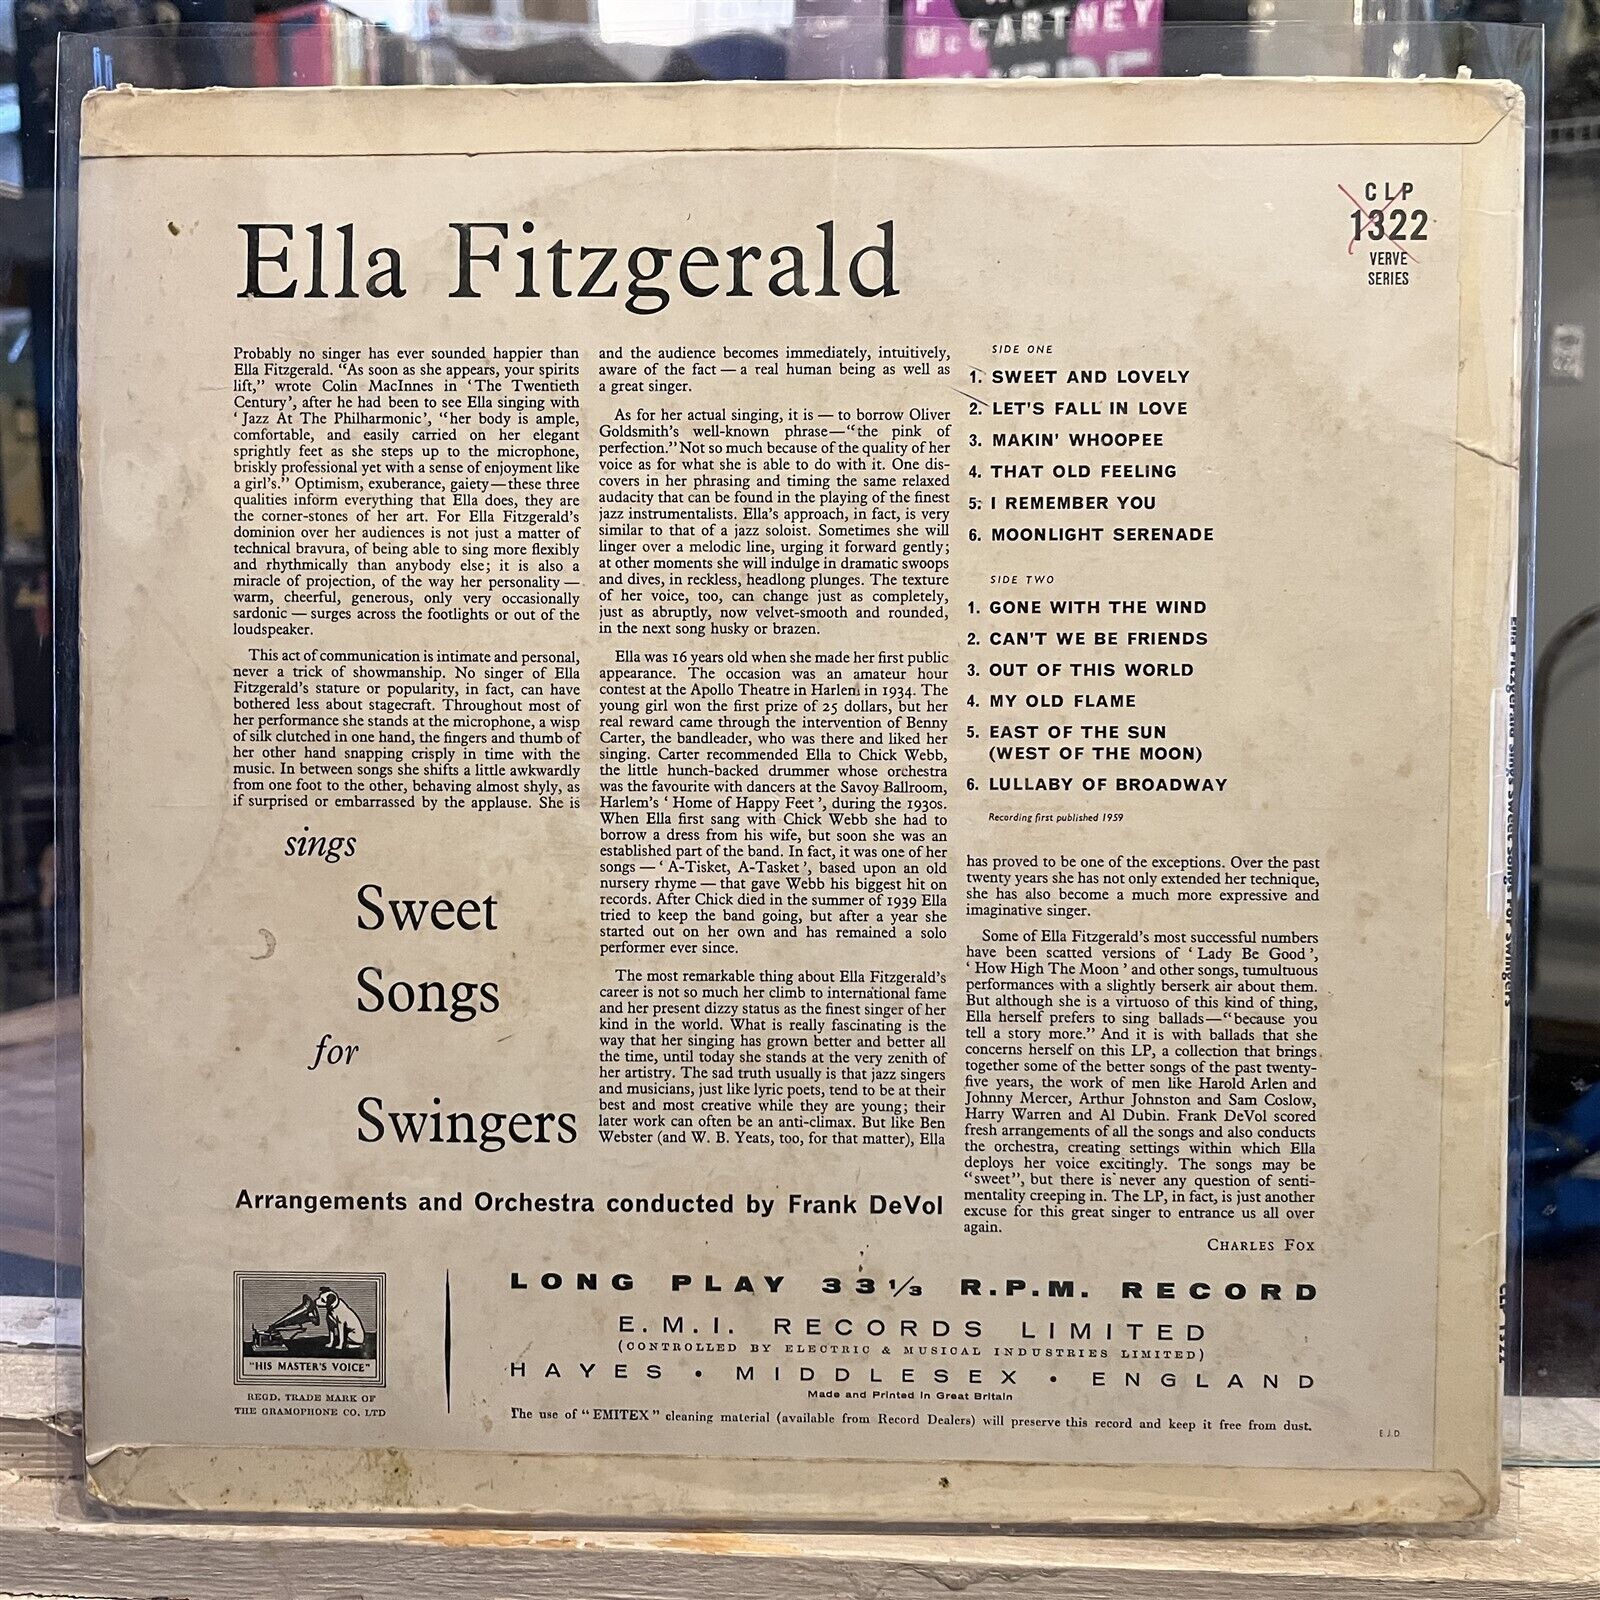 McCARTNEY
CLP
1322
VERVE
SERIES
Ella Fitzgerald
Probably no singer has ever sounded happier than
Ella Fitzgerald. “As soon as she appears, your spirits
lift,” wrote Colin MacInnes in ‘The Twentieth
Century’, after he had been to see Ella singing with
‘Jazz At The Philharmonic’, “her body is ample,
comfortable, and easily carried on her elegant
sprightly feet as she steps up to the microphone,
briskly professional yet with a sense of enjoyment like
a girl’s.” Optimism, exuberance, gaiety—these three
qualities inform everything that Ella does, they are
the corner-stones of her art. For Ella Fitzgerald’s
dominion over her audiences is not just a matter of
technical bravura, of being able to sing more flexibly
and rhythmically than anybody else; it is also a
miracle of projection, of the way her personality —
warm, cheerful, generous, only very occasionally
sardonic — surges across the footlights or out of the
loudspeaker.
This act of communication is intimate and personal,
never a trick of showmanship. No singer of Ella
Fitzgerald’s stature or popularity, in fact, can have
bothered less about stagecraft. Throughout most of
her performance she stands at the microphone, a wisp
of silk clutched in one hand, the fingers and thumb of
her other hand snapping crisply in time with the
music. In between songs she shifts a little awkwardly
from one foot to the other, behaving almost shyly, as
if surprised or embarrassed by the applause. She is
sings
Sweet
Songs
for
Swingers
and the audience becomes immediately, intuitively,
aware of the fact — a real human being as well as
a great singer.
As for her actual singing, it is — to borrow Oliver
Goldsmith’s well-known phrase—“the pink of
perfection.” Not so much because of the quality of her
voice as for what she is able to do with it. One dis-
covers in her phrasing and timing the same relaxed
audacity that can be found in the playing of the finest
jazz instrumentalists. Ella’s approach, in fact, is very
similar to that of a jazz soloist. Sometimes she will
linger over a melodic line, urging it forward gently;
at other moments she will indulge in dramatic swoops
and dives, in reckless, headlong plunges. The texture
of her voice, too, can change just as completely,
just as abruptly, now velvet-smooth and rounded,
in the next song husky or brazen.
Ella was 16 years old when she made her first public
appearance. The occasion was an amateur hour
contest at the Apollo Theatre in Harlem in 1934. The
young girl won the first prize of 25 dollars, but her
real reward came through the intervention of Benny
Carter, the bandleader, who was there and liked her
singing. Carter recommended Ella to Chick Webb,
the little hunch-backed drummer whose orchestra
was the favourite with dancers at the Savoy Ballroom,
Harlem’s ‘Home of Happy Feet’, during the 1930s.
When Ella first sang with Chick Webb she had to
borrow a dress from his wife, but soon she was an
established part of the band. In fact, it was one of her
songs — ‘A-Tisket, A-Tasket’, based upon an old
nursery rhyme — that gave Webb his biggest hit on
records. After Chick died in the summer of 1939 Ella
tried to keep the band going, but after a year she
started out on her own and has remained a solo
performer ever since.
The most remarkable thing about Ella Fitzgerald’s
career is not so much her climb to international fame
and her present dizzy status as the finest singer of her
kind in the world. What is really fascinating is the
way that her singing has grown better and better all
the time, until today she stands at the very zenith of
her artistry. The sad truth usually is that jazz singers
and musicians, just like lyric poets, tend to be at their
best and most creative while they are young; their
later work can often be an anti-climax. But like Ben
Webster (and W. B. Yeats, too, for that matter), Ella
SIDE ONE
1. SWEET AND LOVELY
2. LET'S FALL IN LOVE
3. MAKIN' WHOOPEE
4. THAT OLD FEELING
5. I REMEMBER YOU
6. MOONLIGHT SERENADE
SIDE TWO
1. GONE WITH THE WIND
2. CAN'T WE BE FRIENDS
3. OUT OF THIS WORLD
4. MY OLD FLAME
5. EAST OF THE SUN
(WEST OF THE MOON)
6. LULLABY OF BROADWAY
Recording first published 1959
has proved to be one of the exceptions. Over the past
twenty years she has not only extended her technique,
she has also become a much more expressive and
imaginative singer.
Some of Ella Fitzgerald’s most successful numbers
have been scatted versions of ‘Lady Be Good’,
‘How High The Moon’ and other songs, tumultuous
performances with a slightly berserk air about them.
But although she is a virtuoso of this kind of thing,
Ella herself prefers to sing ballads—“because you
tell a story more.” And it is with ballads that she
concerns herself on this LP, a collection that brings
together some of the better songs of the past twenty-
five years, the work of men like Harold Arlen and
Johnny Mercer, Arthur Johnston and Sam Coslow,
Harry Warren and Al Dubin. Frank DeVol scored
fresh arrangements of all the songs and also conducts
the orchestra, creating settings within which Ella
deploys her voice excitingly. The songs may be
“sweet”, but there is never any question of senti-
mentality creeping in. The LP, in fact, is just another
excuse for this great singer to entrance us all over
again.
CHARLES FOX
Arrangements and Orchestra conducted by Frank DeVol
"HIS MASTER'S VOICE"
REGD. TRADE MARK OF
THE GRAMOPHONE CO. LTD
LONG PLAY 33⅓ R.P.M. RECORD
E.M.I. RECORDS LIMITED
(CONTROLLED BY ELECTRIC & MUSICAL INDUSTRIES LIMITED)
HAYES • MIDDLESEX • ENGLAND
Made and Printed in Great Britain
The use of “EMITEX” cleaning material (available from Record Dealers) will preserve this record and keep it free from dust.
E.J.D
Ella Fitzgerald sings sweet songs for swingers
CLP 1322